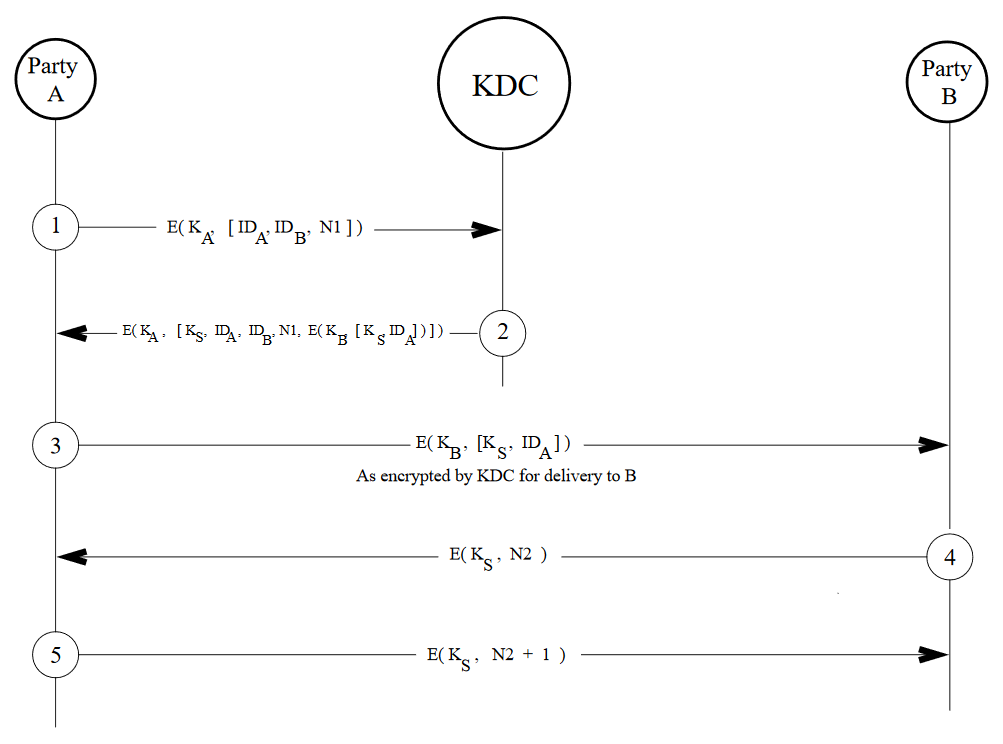 Party
A
KDC
Party
B
1
E( K_A, [ ID_A, ID_B, N1 ] )
E( K_A, [ K_S, ID_A, ID_B, N1, E( K_B, [ K_S ID_A ] ) ] )
2
3
E( K_B, [K_S, ID_A] )
As encrypted by KDC for delivery to B
E( K_S, N2 )
4
5
E( K_S, N2 + 1 )